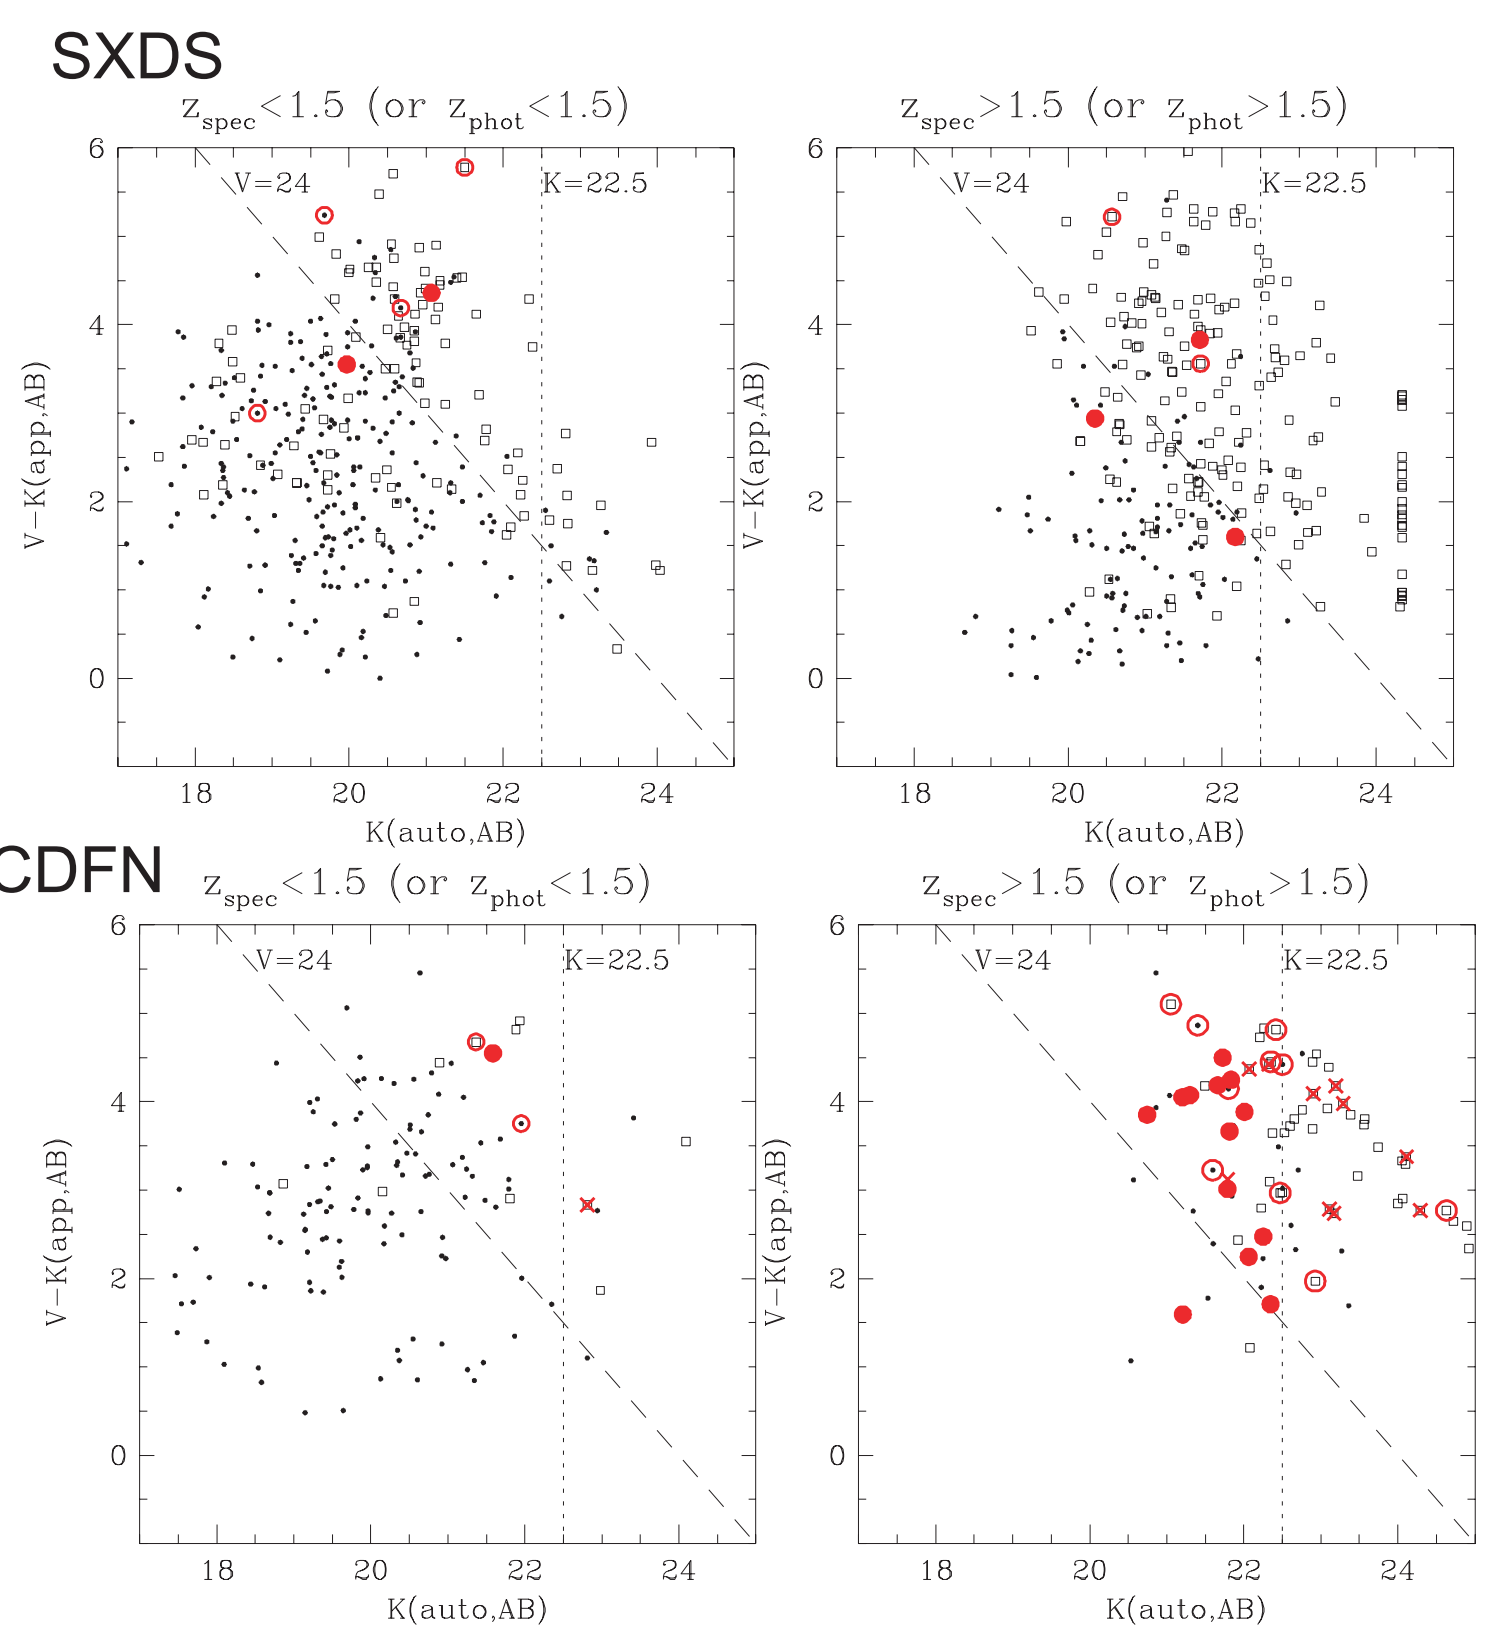 SXDS
z_spec<1.5 (or z_phot<1.5)
z_spec>1.5 (or z_phot>1.5)
6
V=24
K=22.5
V=24
K=22.5
4
4
V−K(app,AB)
V−K(app,AB)
2
2
0
0
18 20 22 24
18 20 22 24
K(auto,AB)
K(auto,AB)
CDFN
z_spec<1.5 (or z_phot<1.5)
z_spec>1.5 (or z_phot>1.5)
6
6
V=24
K=22.5
V=24
K=22.5
4
4
V−K(app,AB)
V−K(app,AB)
2
2
0
0
18 20 22 24
18 20 22 24
K(auto,AB)
K(auto,AB)